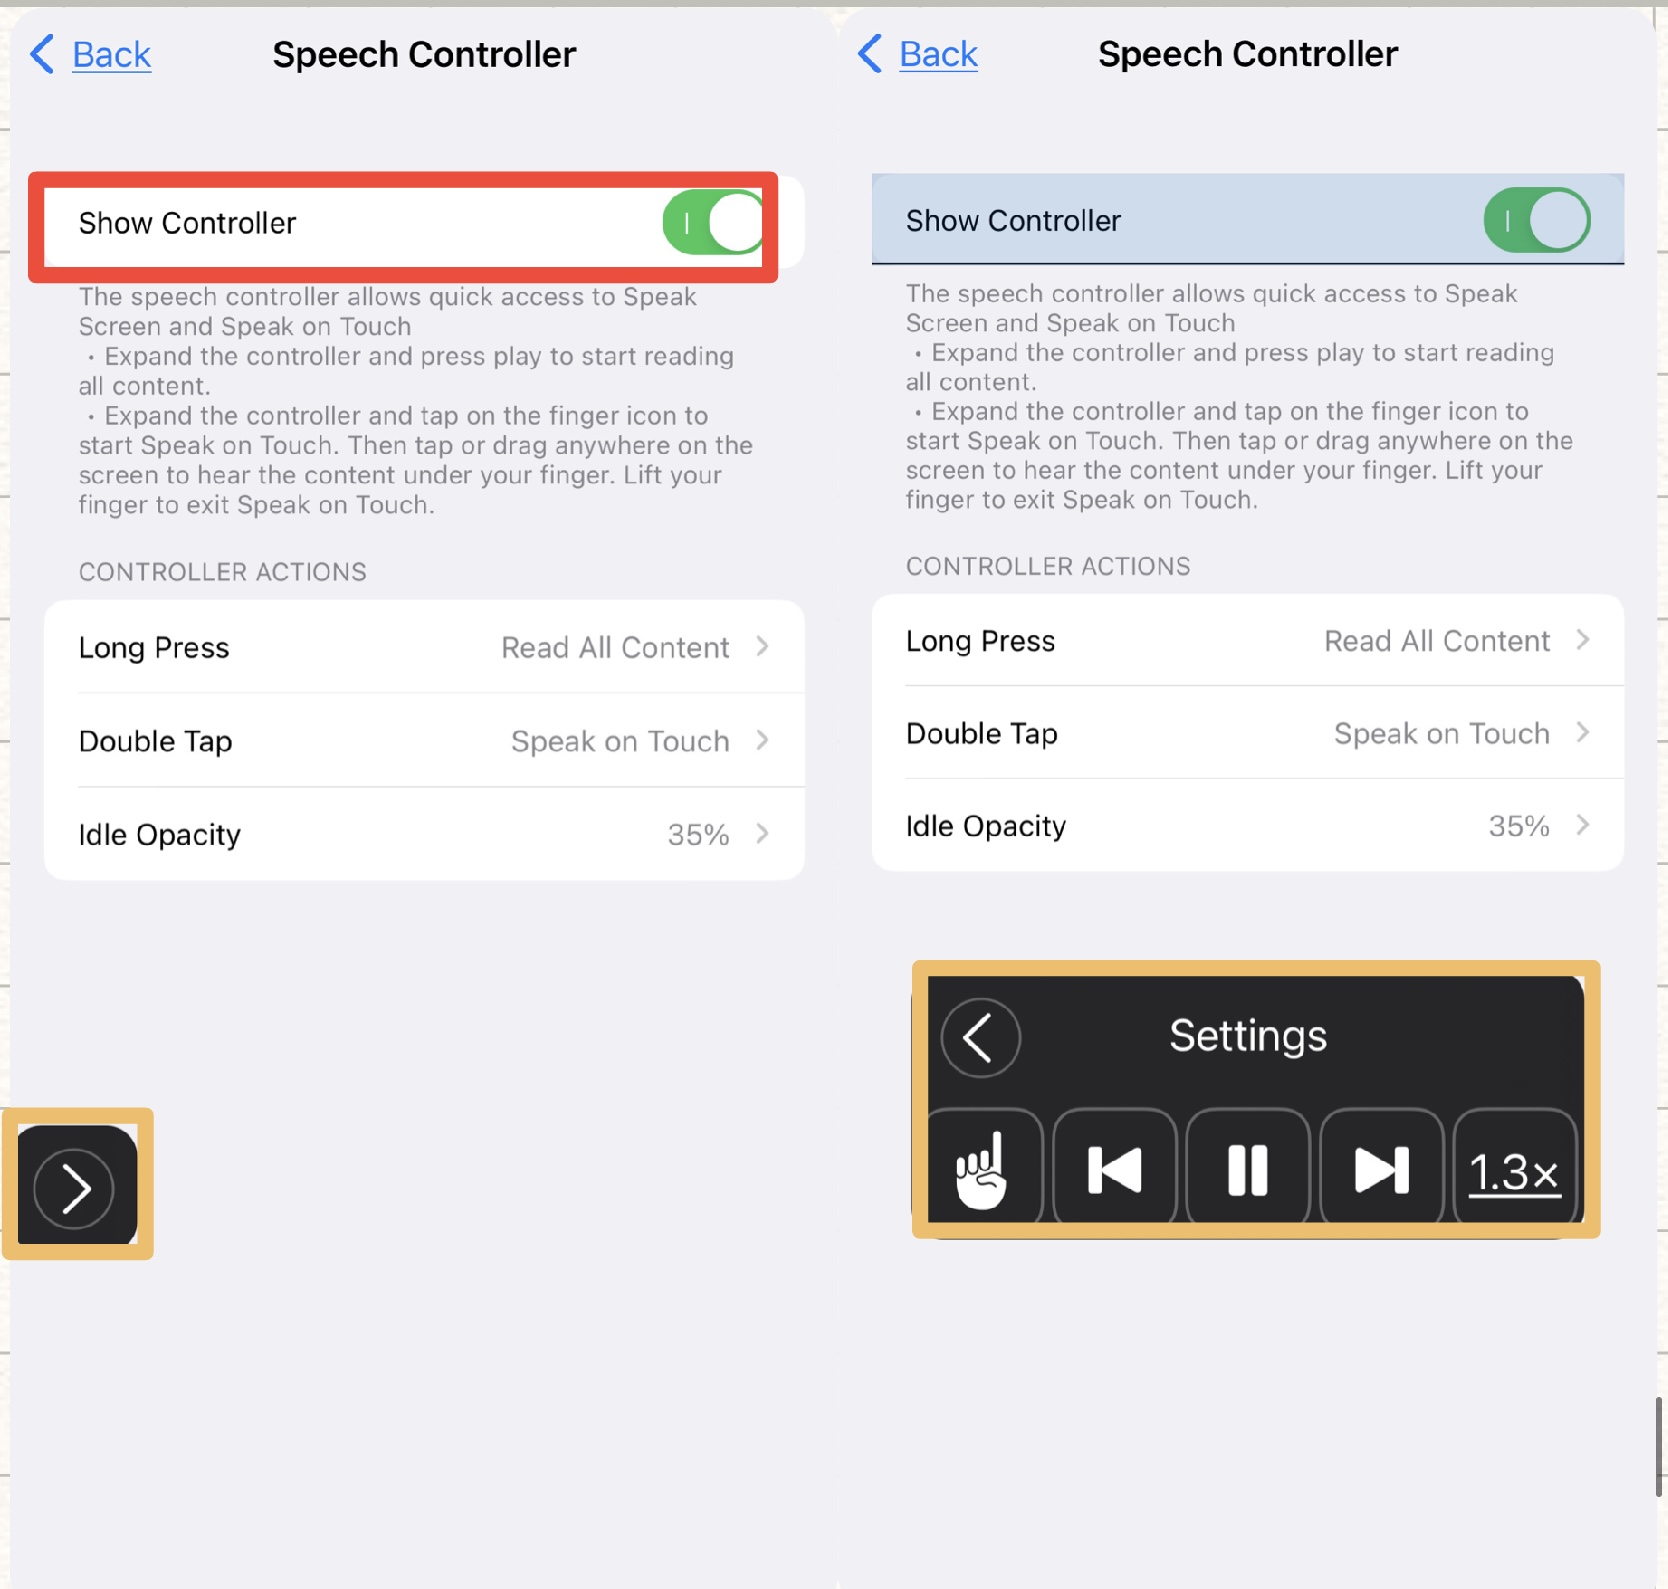 Back
Speech Controller
Show Controller
The speech controller allows quick access to Speak
Screen and Speak on Touch
• Expand the controller and press play to start reading
all content.
• Expand the controller and tap on the finger icon to
start Speak on Touch. Then tap or drag anywhere on the
screen to hear the content under your finger. Lift your
finger to exit Speak on Touch.
CONTROLLER ACTIONS
Long Press Read All Content
Double Tap Speak on Touch
Idle Opacity 35%
Back
Speech Controller
Show Controller
The speech controller allows quick access to Speak
Screen and Speak on Touch
• Expand the controller and press play to start reading
all content.
• Expand the controller and tap on the finger icon to
start Speak on Touch. Then tap or drag anywhere on the
screen to hear the content under your finger. Lift your
finger to exit Speak on Touch.
CONTROLLER ACTIONS
Long Press Read All Content
Double Tap Speak on Touch
Idle Opacity 35%
Settings
1.3×